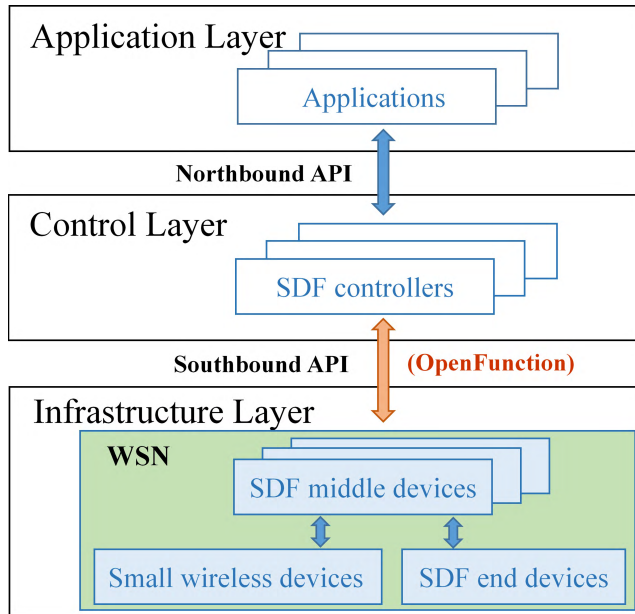 Application Layer
Applications
Northbound API
Control Layer
SDF controllers
Southbound API (OpenFunction)
Infrastructure Layer
WSN
SDF middle devices
Small wireless devices SDF end devices